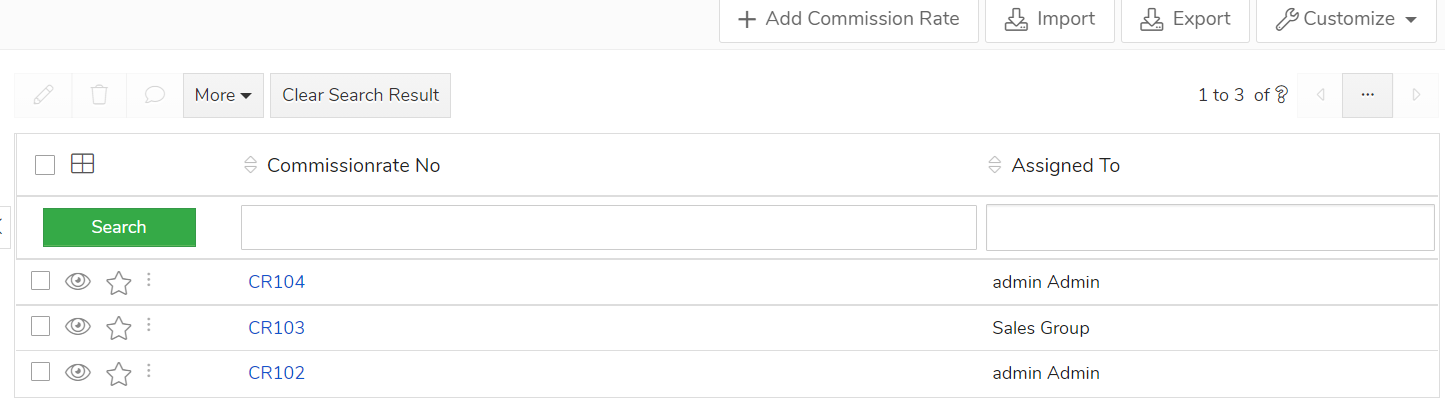 Add Commission Rate Import Export Customize
More Clear Search Result 1 to 3 of ? ...
Commissionrate No Assigned To
Search
CR104 admin Admin
CR103 Sales Group
CR102 admin Admin